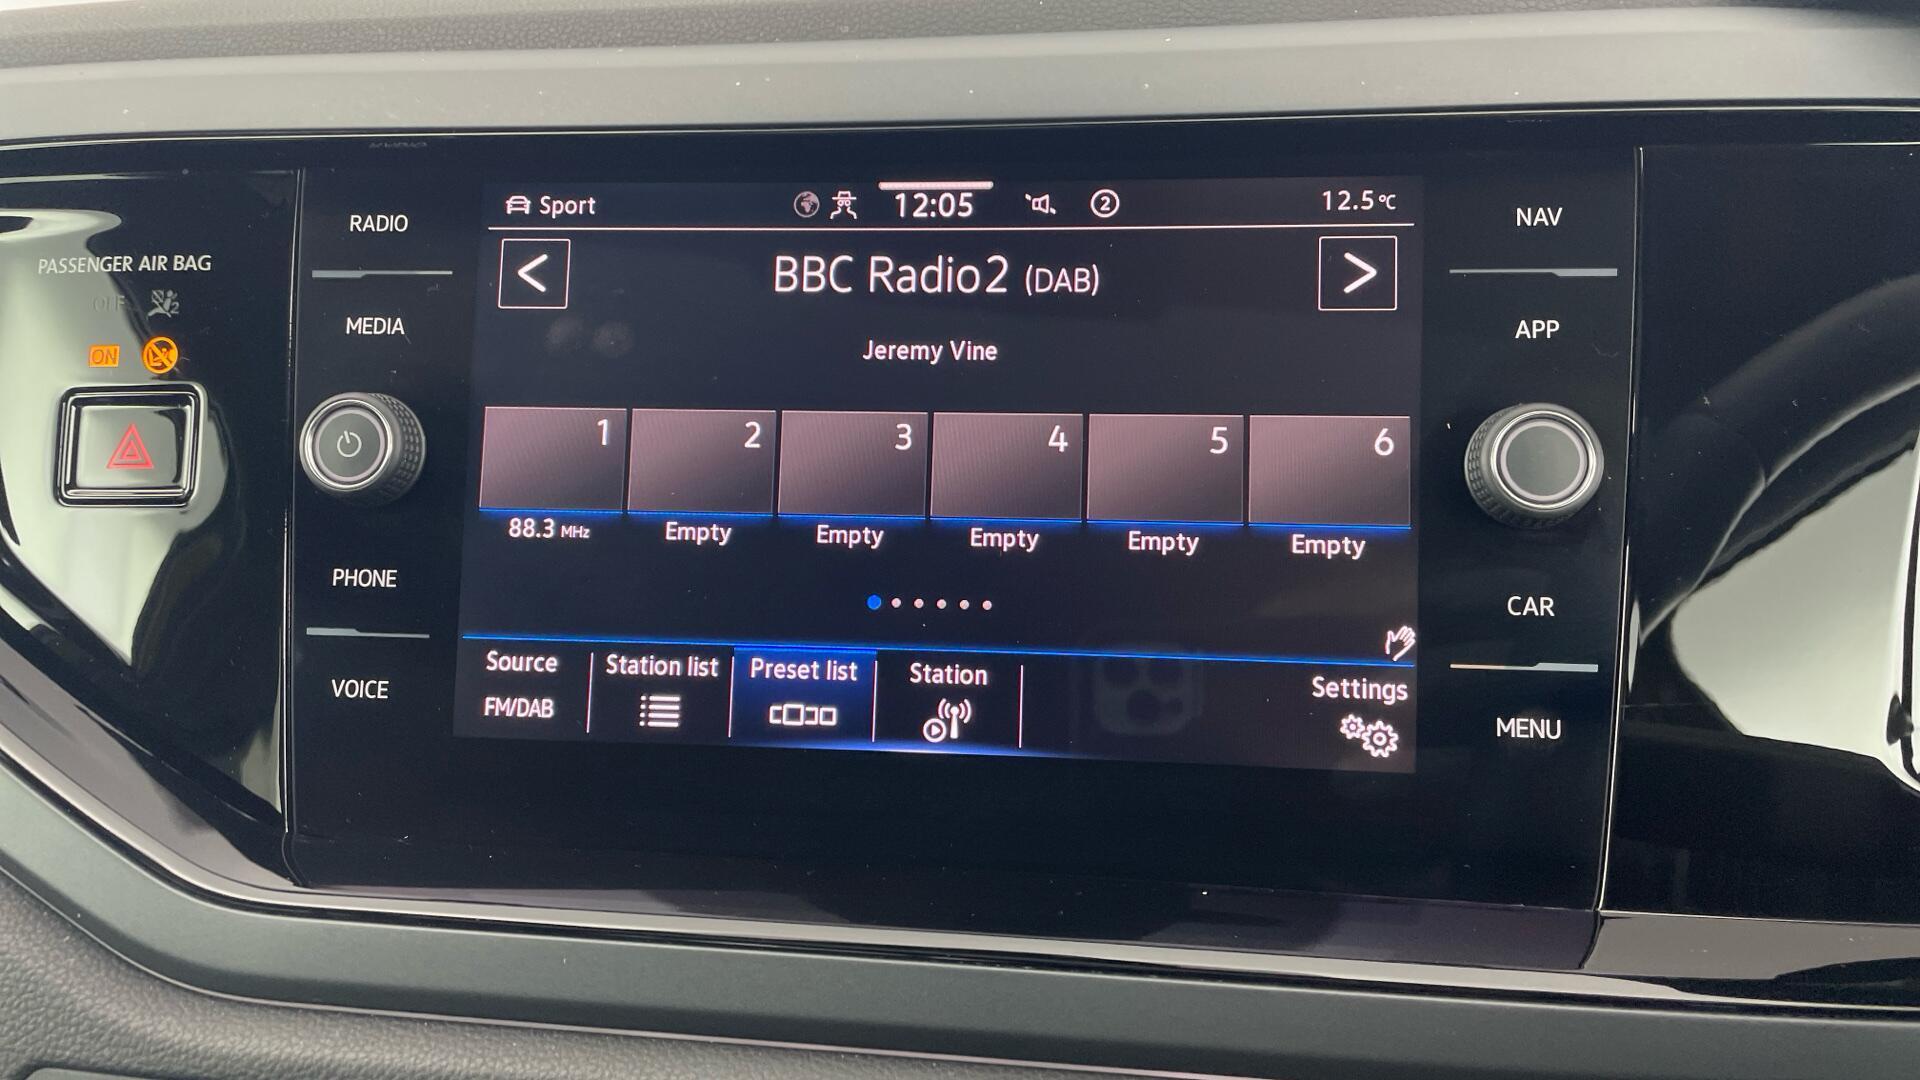 PASSENGER AIR BAG
OFF 2
ON
RADIO
MEDIA
PHONE
VOICE
Sport 12:05 2 12.5°C
< BBC Radio2 (DAB) >
Jeremy Vine
1 2 3 4 5 6
88.3 MHz Empty Empty Empty Empty Empty
Source Station list Preset list Station Settings
FM/DAB
NAV
APP
CAR
MENU